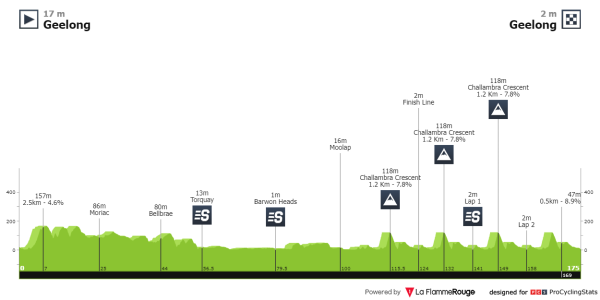 17 m
Geelong
2 m
Geelong
118m
Challambra Crescent
1.2 Km - 7.8%
2m
Finish Line
118m
Challambra Crescent
1.2 Km - 7.8%
16m
Moolap
118m
Challambra Crescent
1.2 Km - 7.8%
157m
2.5km - 4.6%
86m
Moriac
80m
Bellbrae
13m
Torquay
S
1m
Barwon Heads
S
2m
Lap 1
S
2m
Lap 2
47m
0.5km - 8.9%
400
200
0
400
200
0
0 7 25 44 56.5 79.5 100 115.5 124 132 141 149 158 169 175
Powered by La FlammeRouge designed for PCS ProCyclingStats